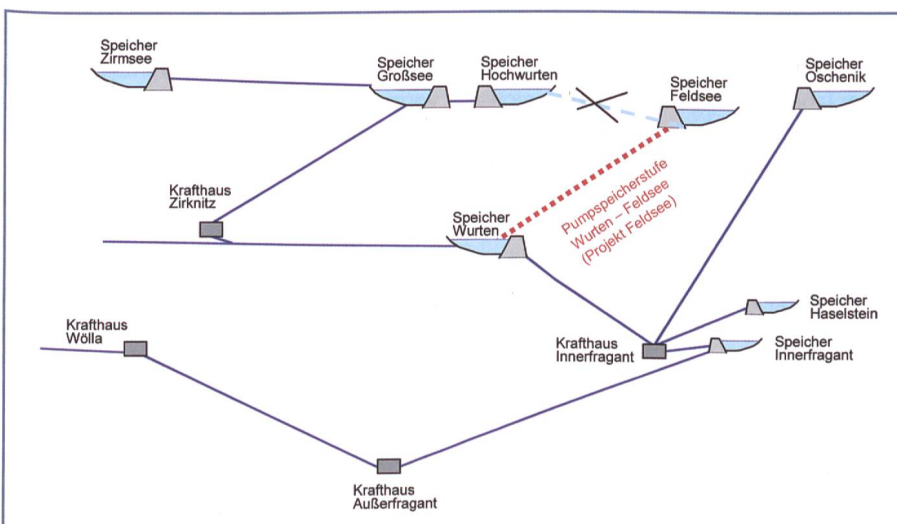 Speicher
Zirmsee
Speicher
Großsee
Speicher
Hochwurten
Speicher
Feldsee
Speicher
Oschenik
Krafthaus
Zirknitz
Speicher
Wurten
Pumpspeicherstufe
Wurten – Feldsee
(Projekt Feldsee)
Speicher
Haselstein
Krafthaus
Wölla
Krafthaus
Innerfragant
Speicher
Innerfragant
Krafthaus
Außerfragant